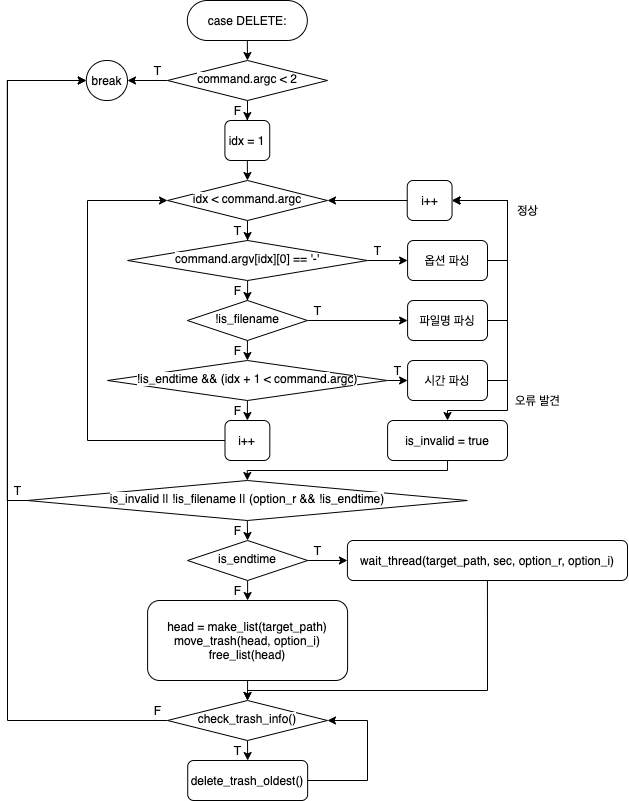 case DELETE:
T
break
command.argc < 2
F
idx = 1
idx < command.argc
i++
정상
T
command.argv[idx][0] == '-'
T
옵션 파싱
F
!is_filename
T
파일명 파싱
F
!is_endtime && (idx + 1 < command.argc)
T
시간 파싱
오류 발견
F
i++
is_invalid = true
T
is_invalid || !is_filename || (option_r && !is_endtime)
F
is_endtime
T
wait_thread(target_path, sec, option_r, option_i)
F
head = make_list(target_path)
move_trash(head, option_i)
free_list(head)
F
check_trash_info()
T
delete_trash_oldest()